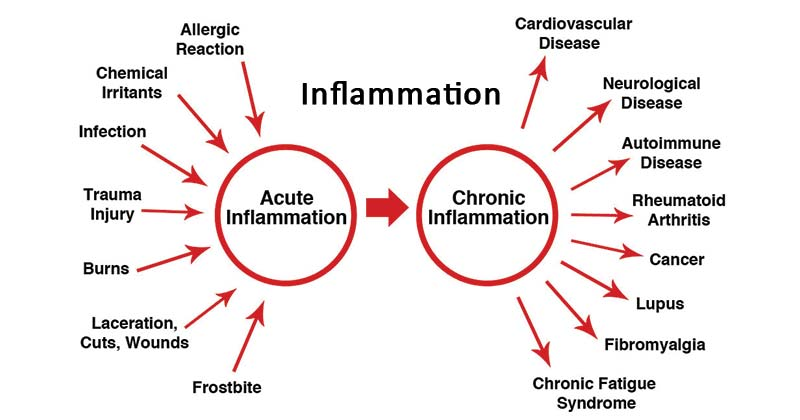 Inflammation
Allergic
Reaction
Chemical
Irritants
Infection
Trauma
Injury
Burns
Laceration,
Cuts, Wounds
Frostbite
Acute
Inflammation
Chronic
Inflammation
Cardiovascular
Disease
Neurological
Disease
Autoimmune
Disease
Rheumatoid
Arthritis
Cancer
Lupus
Fibromyalgia
Chronic Fatigue
Syndrome